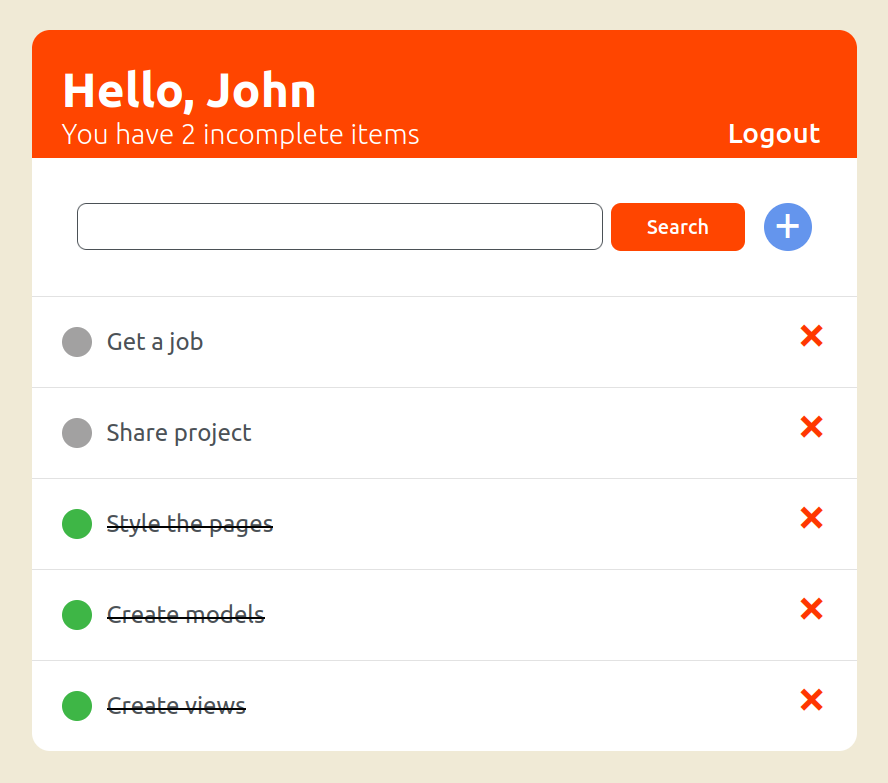 Hello, John
You have 2 incomplete items
Logout
Search
+
Get a job
Share project
Style the pages
Create models
Create views